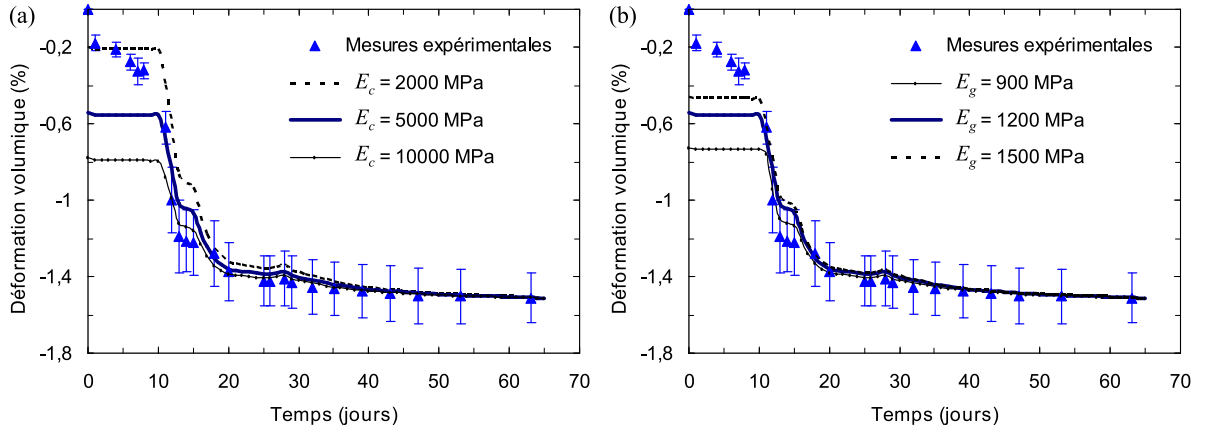 (a)
0
-0,2
-0,6
-1
-1,4
-1,8
Déformation volumique (%)
Mesures expérimentales
E_c = 2000 MPa
E_c = 5000 MPa
E_c = 10000 MPa
0 10 20 30 40 50 60 70
Temps (jours)
(b)
-0,2
-0,6
-1
-1,4
-1,8
Déformation volumique (%)
Mesures expérimentales
E_g = 900 MPa
E_g = 1200 MPa
E_g = 1500 MPa
0 10 20 30 40 50 60 70
Temps (jours)